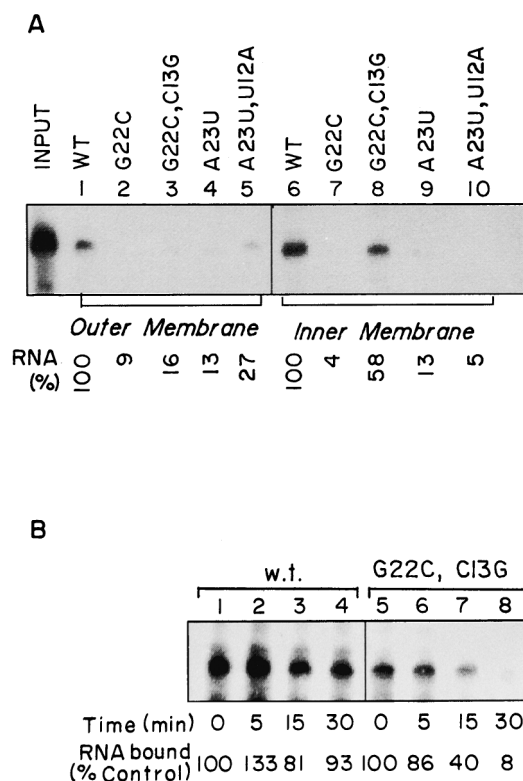 A
INPUT WT G22C G22C,C13G A23U A23U,U12A WT G22C G22C,C13G A23U A23U,U12A
1 2 3 4 5 6 7 8 9 10
Outer Membrane Inner Membrane
RNA (%) 100 9 16 13 27 100 4 58 13 5
B
w.t. G22C, C13G
1 2 3 4 5 6 7 8
Time (min) 0 5 15 30 0 5 15 30
RNA bound (% Control) 100 133 81 93 100 86 40 8